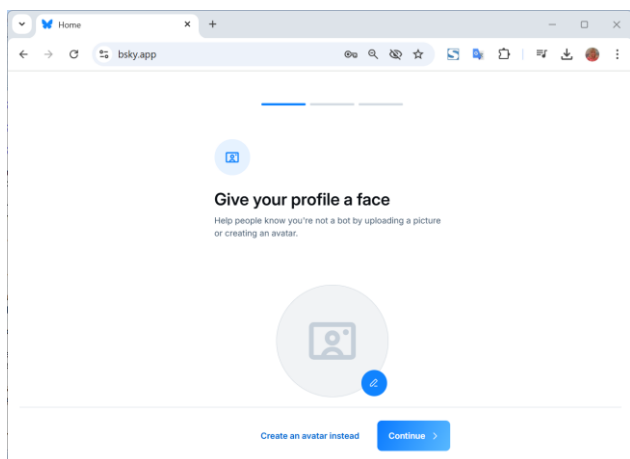 Home
bsky.app
Give your profile a face
Help people know you're not a bot by uploading a picture
or creating an avatar.
Create an avatar instead
Continue